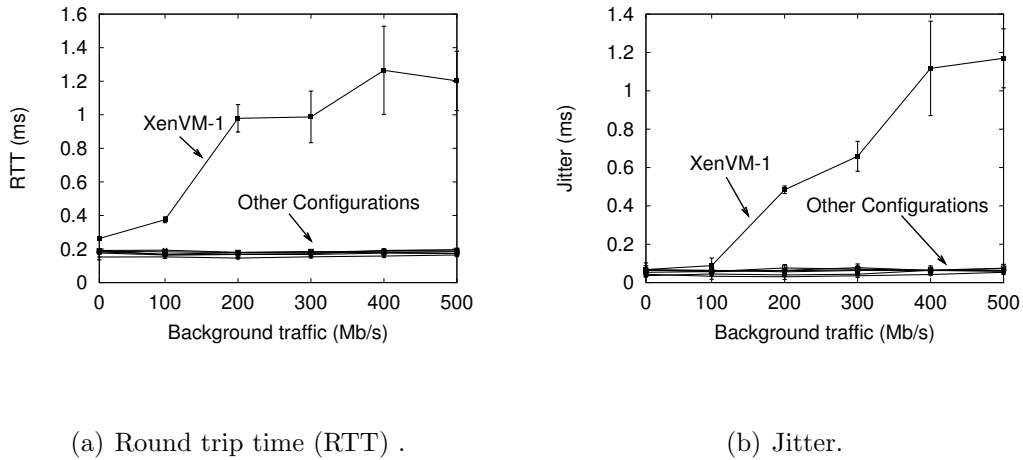 1.6
1.4
1.2
1
0.8
0.6
0.4
0.2
0
RTT (ms)
XenVM-1
Other Configurations
0 100 200 300 400 500
Background traffic (Mb/s)
(a) Round trip time (RTT) .
1.4
1.2
1
0.8
0.6
0.4
0.2
0
Jitter (ms)
XenVM-1
Other Configurations
0 100 200 300 400 500
Background traffic (Mb/s)
(b) Jitter.